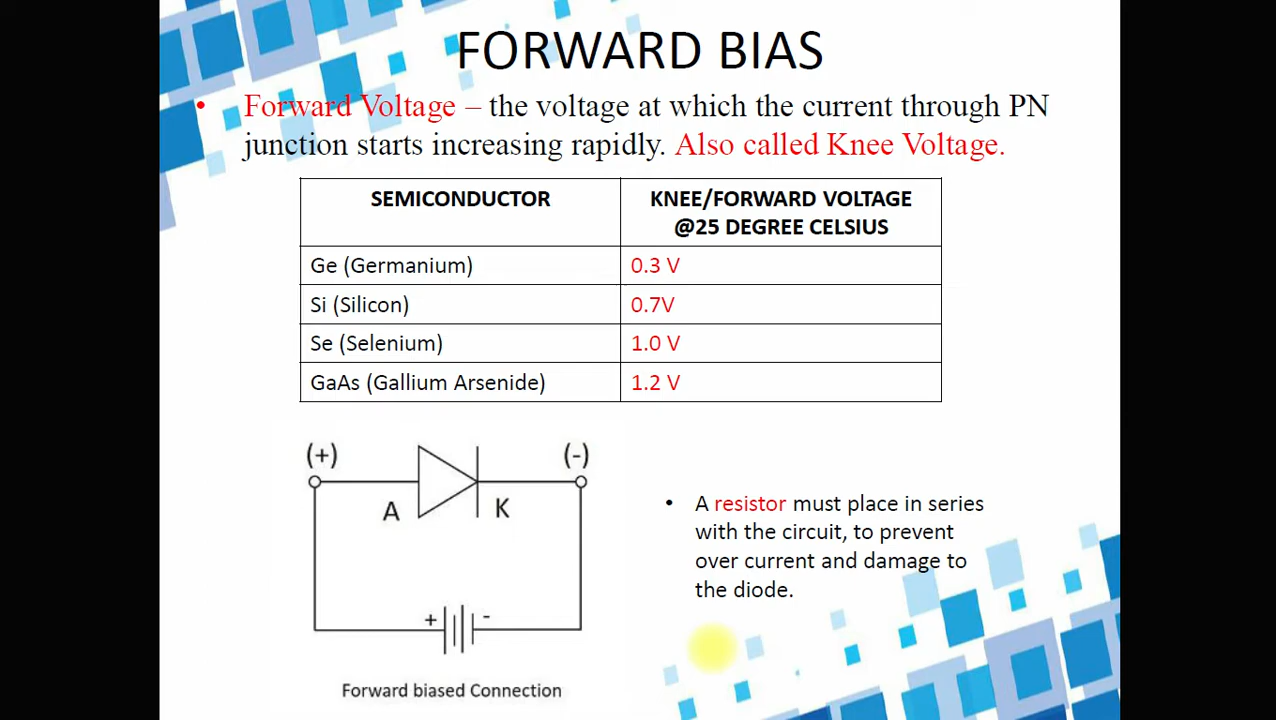 FORWARD BIAS
• Forward Voltage – the voltage at which the current through PN
junction starts increasing rapidly. Also called Knee Voltage.
SEMICONDUCTOR
KNEE/FORWARD VOLTAGE
@25 DEGREE CELSIUS
Ge (Germanium) 0.3 V
Si (Silicon) 0.7V
Se (Selenium) 1.0 V
GaAs (Gallium Arsenide) 1.2 V
(+) (-)
A K
+ -
Forward biased Connection
• A resistor must place in series
with the circuit, to prevent
over current and damage to
the diode.